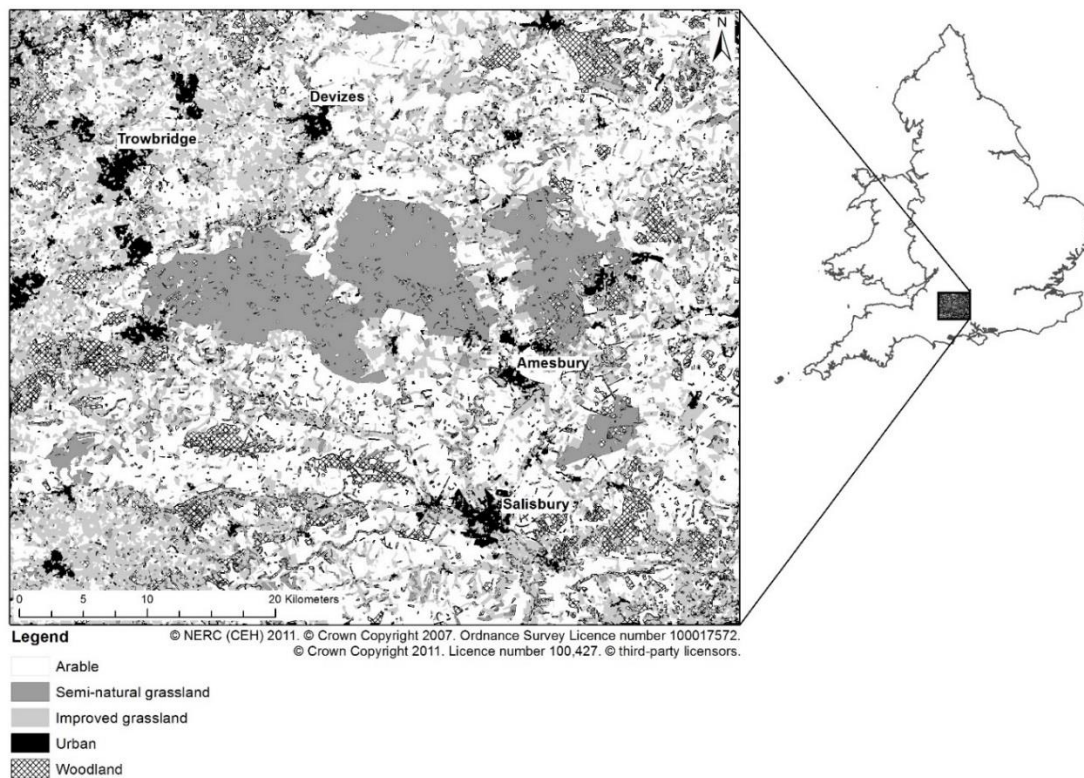 N
Devizes
Trowbridge
Amesbury
Salisbury
0 5 10 20 Kilometers
Legend
© NERC (CEH) 2011. © Crown Copyright 2007. Ordnance Survey Licence number 100017572.
© Crown Copyright 2011. Licence number 100,427. © third-party licensors.
Arable
Semi-natural grassland
Improved grassland
Urban
Woodland